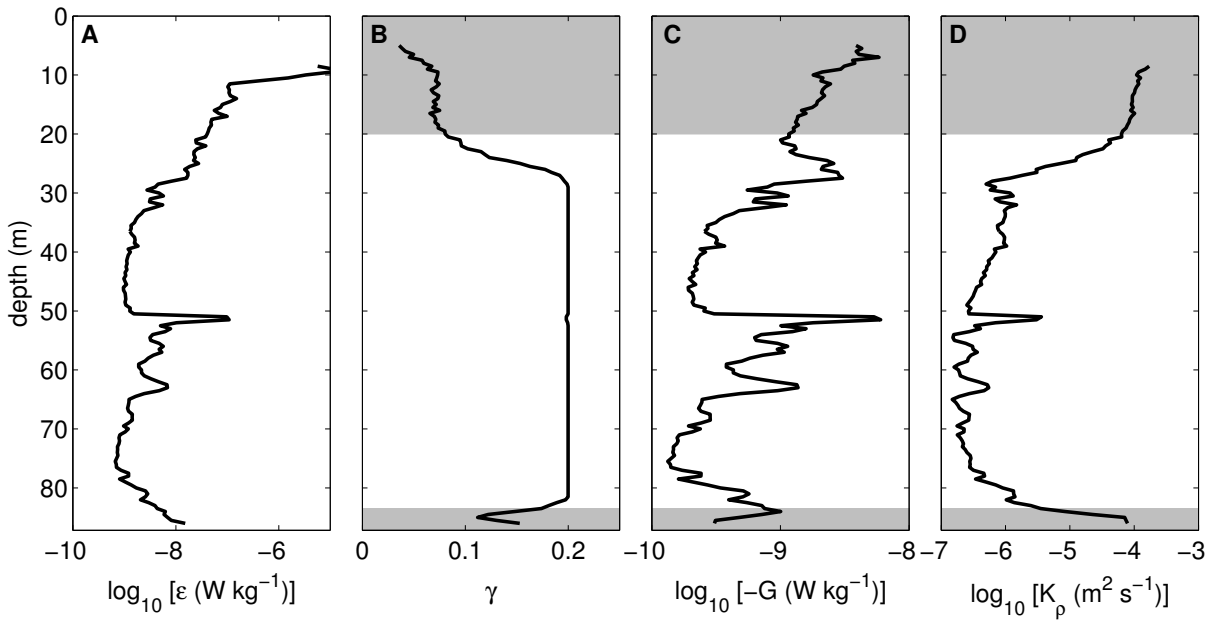 A B C D
0
10
20
30
40
50
60
70
80
depth (m)
−10 −8 −6
0 0.1 0.2
−10 −9 −8
−7 −6 −5 −4 −3
log₁₀ [ε (W kg⁻¹)]
γ
log₁₀ [−G (W kg⁻¹)]
log₁₀ [Kᵨ (m² s⁻¹)]